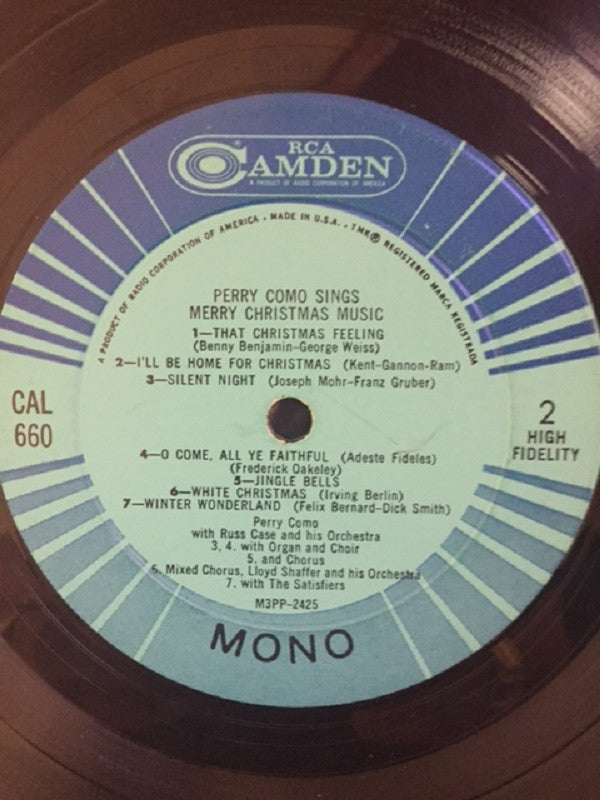 RCA
CAMDEN
A PRODUCT OF RADIO CORPORATION OF AMERICA
A PRODUCT OF RADIO CORPORATION OF AMERICA • MADE IN U.S.A. • TMK® REGISTERED MARCA REGISTRADA
PERRY COMO SINGS
MERRY CHRISTMAS MUSIC
1—THAT CHRISTMAS FEELING
(Benny Benjamin-George Weiss)
2—I'LL BE HOME FOR CHRISTMAS (Kent-Gannon-Ram)
3—SILENT NIGHT (Joseph Mohr-Franz Gruber)
CAL
660
2
HIGH
FIDELITY
4—O COME, ALL YE FAITHFUL (Adeste Fideles)
(Frederick Oakeley)
5—JINGLE BELLS
6—WHITE CHRISTMAS (Irving Berlin)
7—WINTER WONDERLAND (Felix Bernard-Dick Smith)
Perry Como
with Russ Case and his Orchestra
3, 4. with Organ and Choir
5. and Chorus
6. Mixed Chorus, Lloyd Shaffer and his Orchestra
7. with The Satisfiers
M3PP-2425
MONO